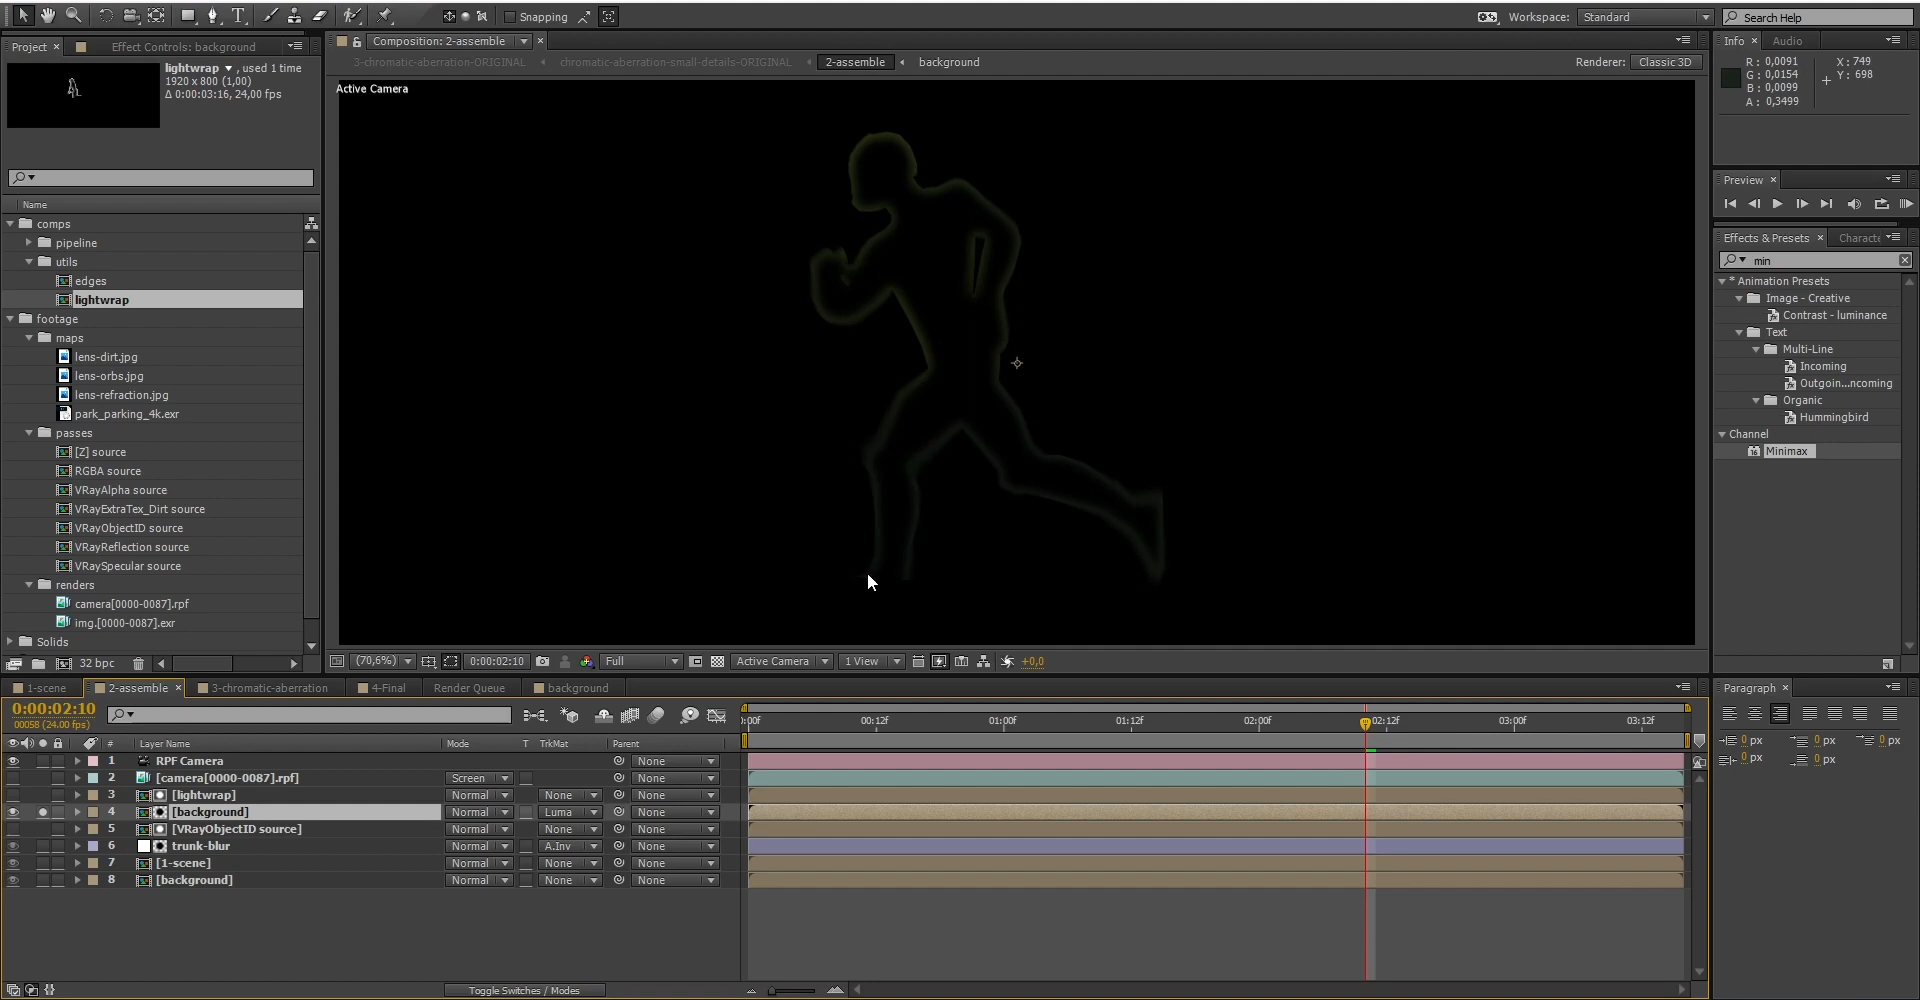 Snapping
Workspace: Standard
Search Help
Project × Effect Controls: background
lightwrap ▼ , used 1 time
1920 x 800 (1,00)
Δ 0:00:03:16, 24,00 fps
Name
comps
pipeline
utils
edges
lightwrap
footage
maps
lens-dirt.jpg
lens-orbs.jpg
lens-refraction.jpg
park_parking_4k.exr
passes
[Z] source
RGBA source
VRayAlpha source
VRayExtraTex_Dirt source
VRayObjectID source
VRayReflection source
VRaySpecular source
renders
camera[0000-0087].rpf
img.[0000-0087].exr
Solids
32 bpc
Composition: 2-assemble
3-chromatic-aberration-ORIGINAL chromatic-aberration-small-details-ORIGINAL 2-assemble background
Renderer: Classic 3D
Active Camera
(70,6%) 0:00:02:10 Full Active Camera 1 View +0,0
Info × Audio
R : 0,0091
G : 0,0154
B : 0,0099
A : 0,3499
X : 749
Y : 698
Preview ×
Effects & Presets × Characte
min
* Animation Presets
Image - Creative
Contrast - luminance
Text
Multi-Line
Incoming
Outgoin...ncoming
Organic
Hummingbird
Channel
Minimax
1-scene 2-assemble × 3-chromatic-aberration 4-Final Render Queue background
0:00:02:10
00058 (24.00 fps)
# Layer Name Mode T TrkMat Parent
1 RPF Camera None
2 [camera[0000-0087].rpf] Screen None
3 [lightwrap] Normal None None
4 [background] Normal Luma None
5 [VRayObjectID source] Normal None None
6 trunk-blur Normal A.Inv None
7 [1-scene] Normal None None
8 [background] Normal None None
Toggle Switches / Modes
):00f 00:12f 01:00f 01:12f 02:00f 02:12f 03:00f 03:12f
Paragraph ×
0 px 0 px 0 px
0 px 0 px